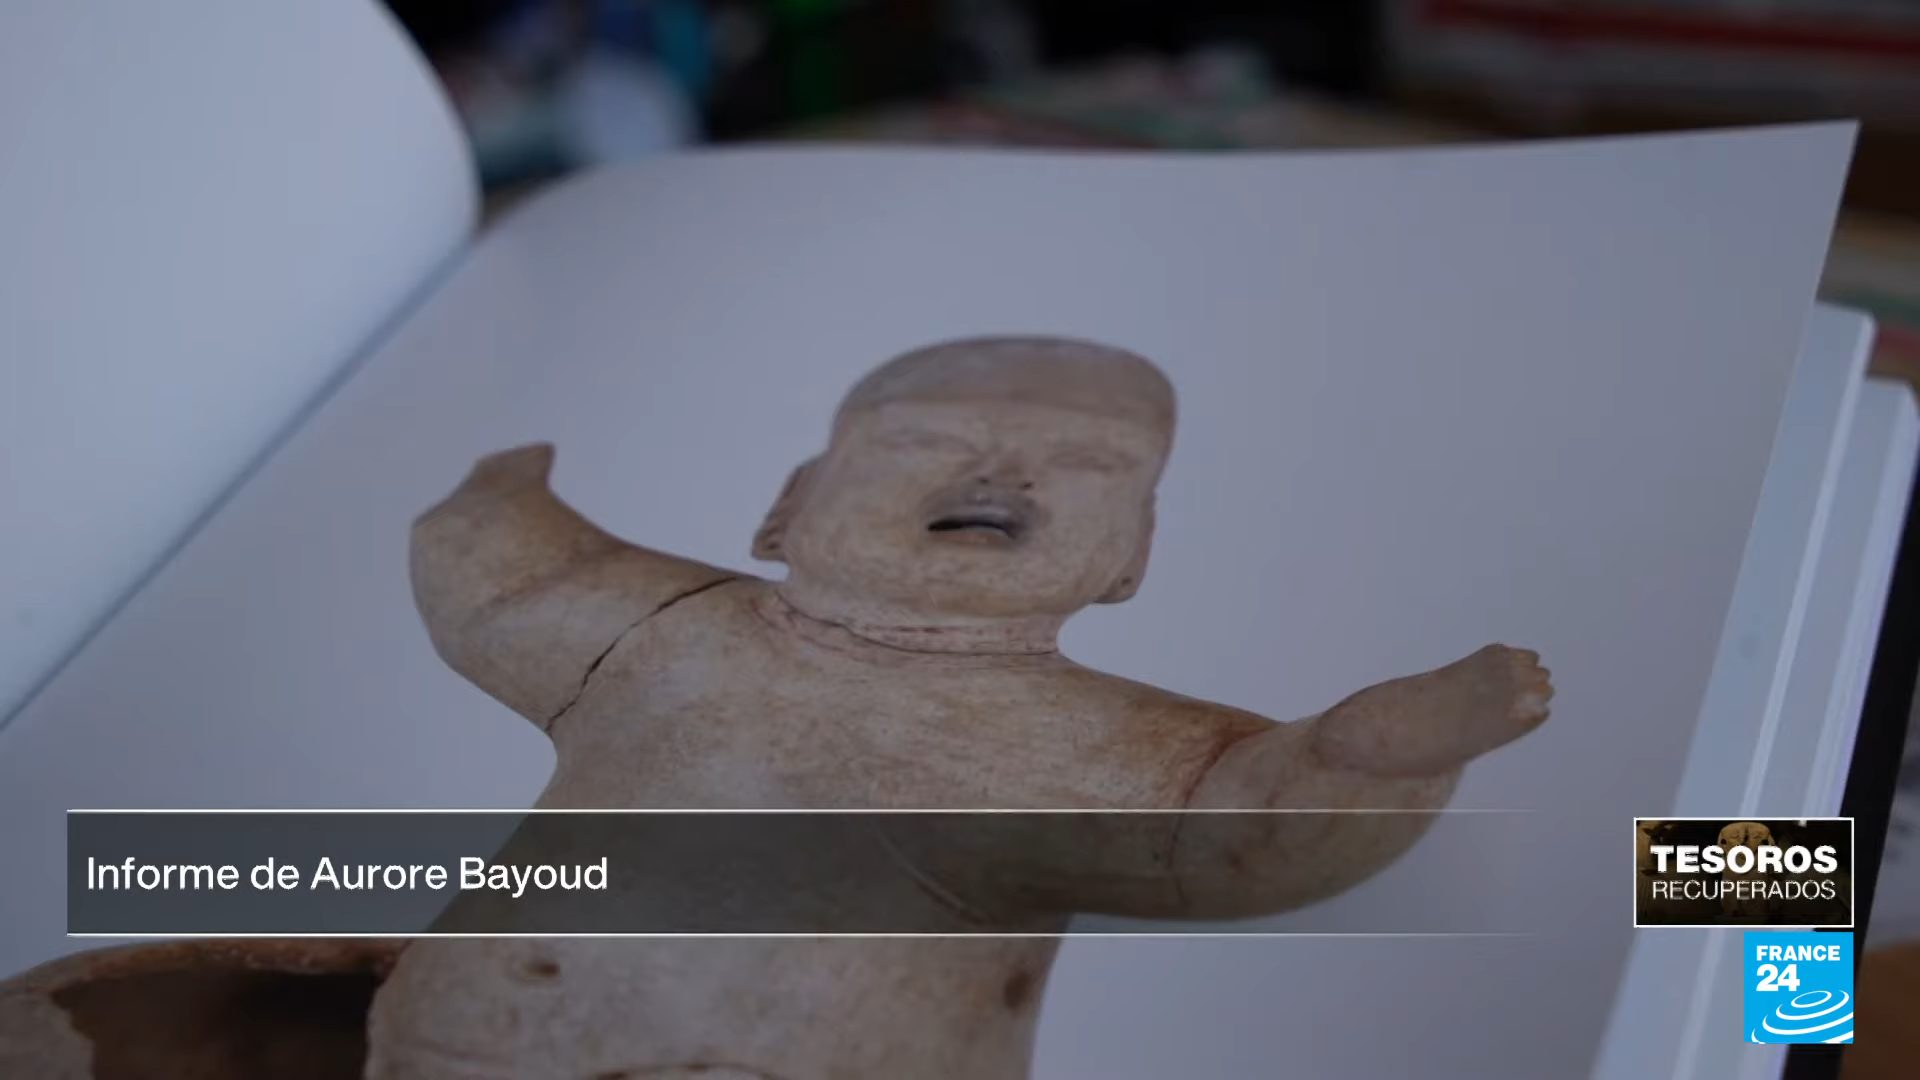 Informe de Aurore Bayoud
TESOROS
RECUPERADOS
FRANCE
24